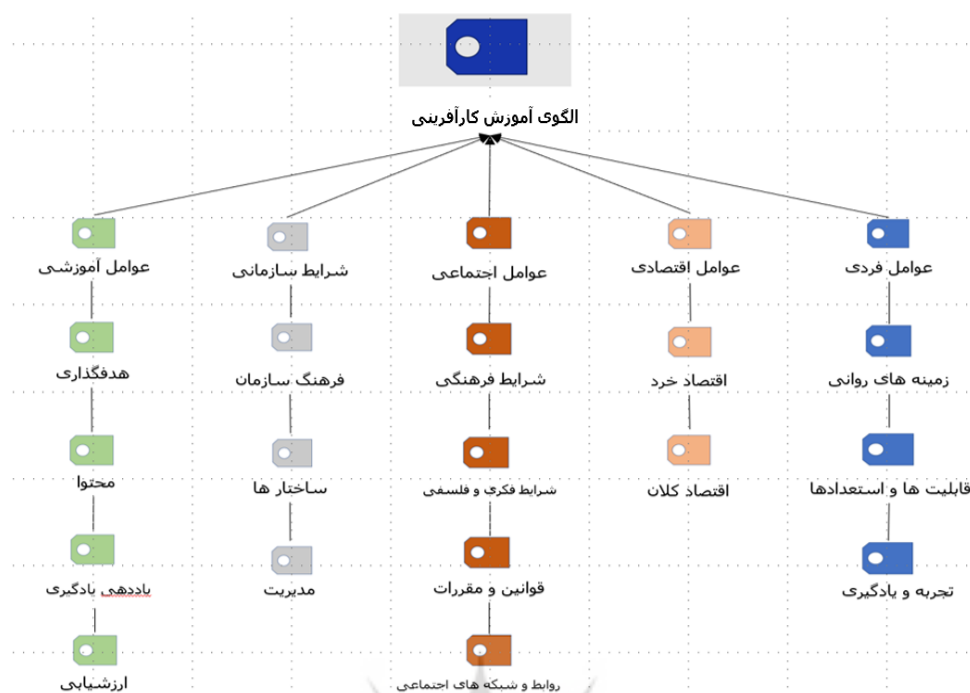 الگوی آموزش کارآفرینی
عوامل فردی
عوامل اقتصادی
عوامل اجتماعی
شرایط سازمانی
عوامل آموزشی
زمینه های روانی
اقتصاد خرد
شرایط فرهنگی
فرهنگ سازمان
هدفگذاری
قابلیت ها و استعدادها
اقتصاد کلان
شرایط فکری و فلسفی
ساختار ها
محتوا
تجربه و یادگیری
قوانین و مقررات
مدیریت
یاددهی یادگیری
روابط و شبکه های اجتماعی
ارزشیابی